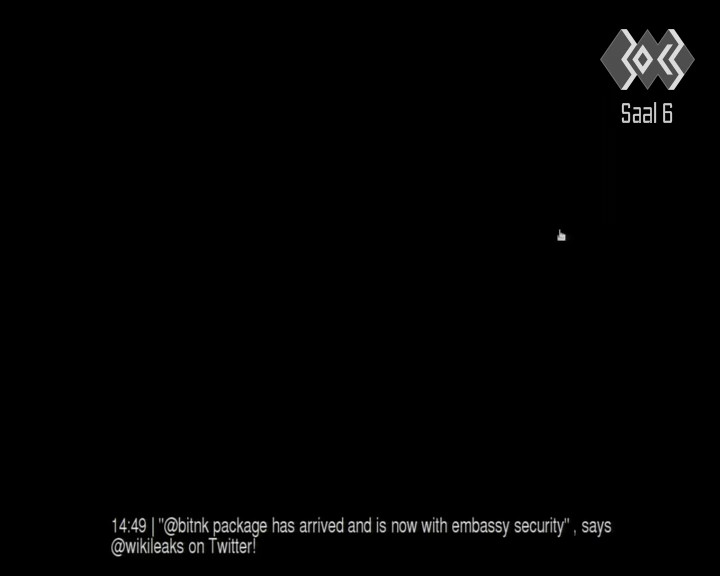 Saal 6
14:49 | "@bitnk package has arrived and is now with embassy security" , says
@wikileaks on Twitter!